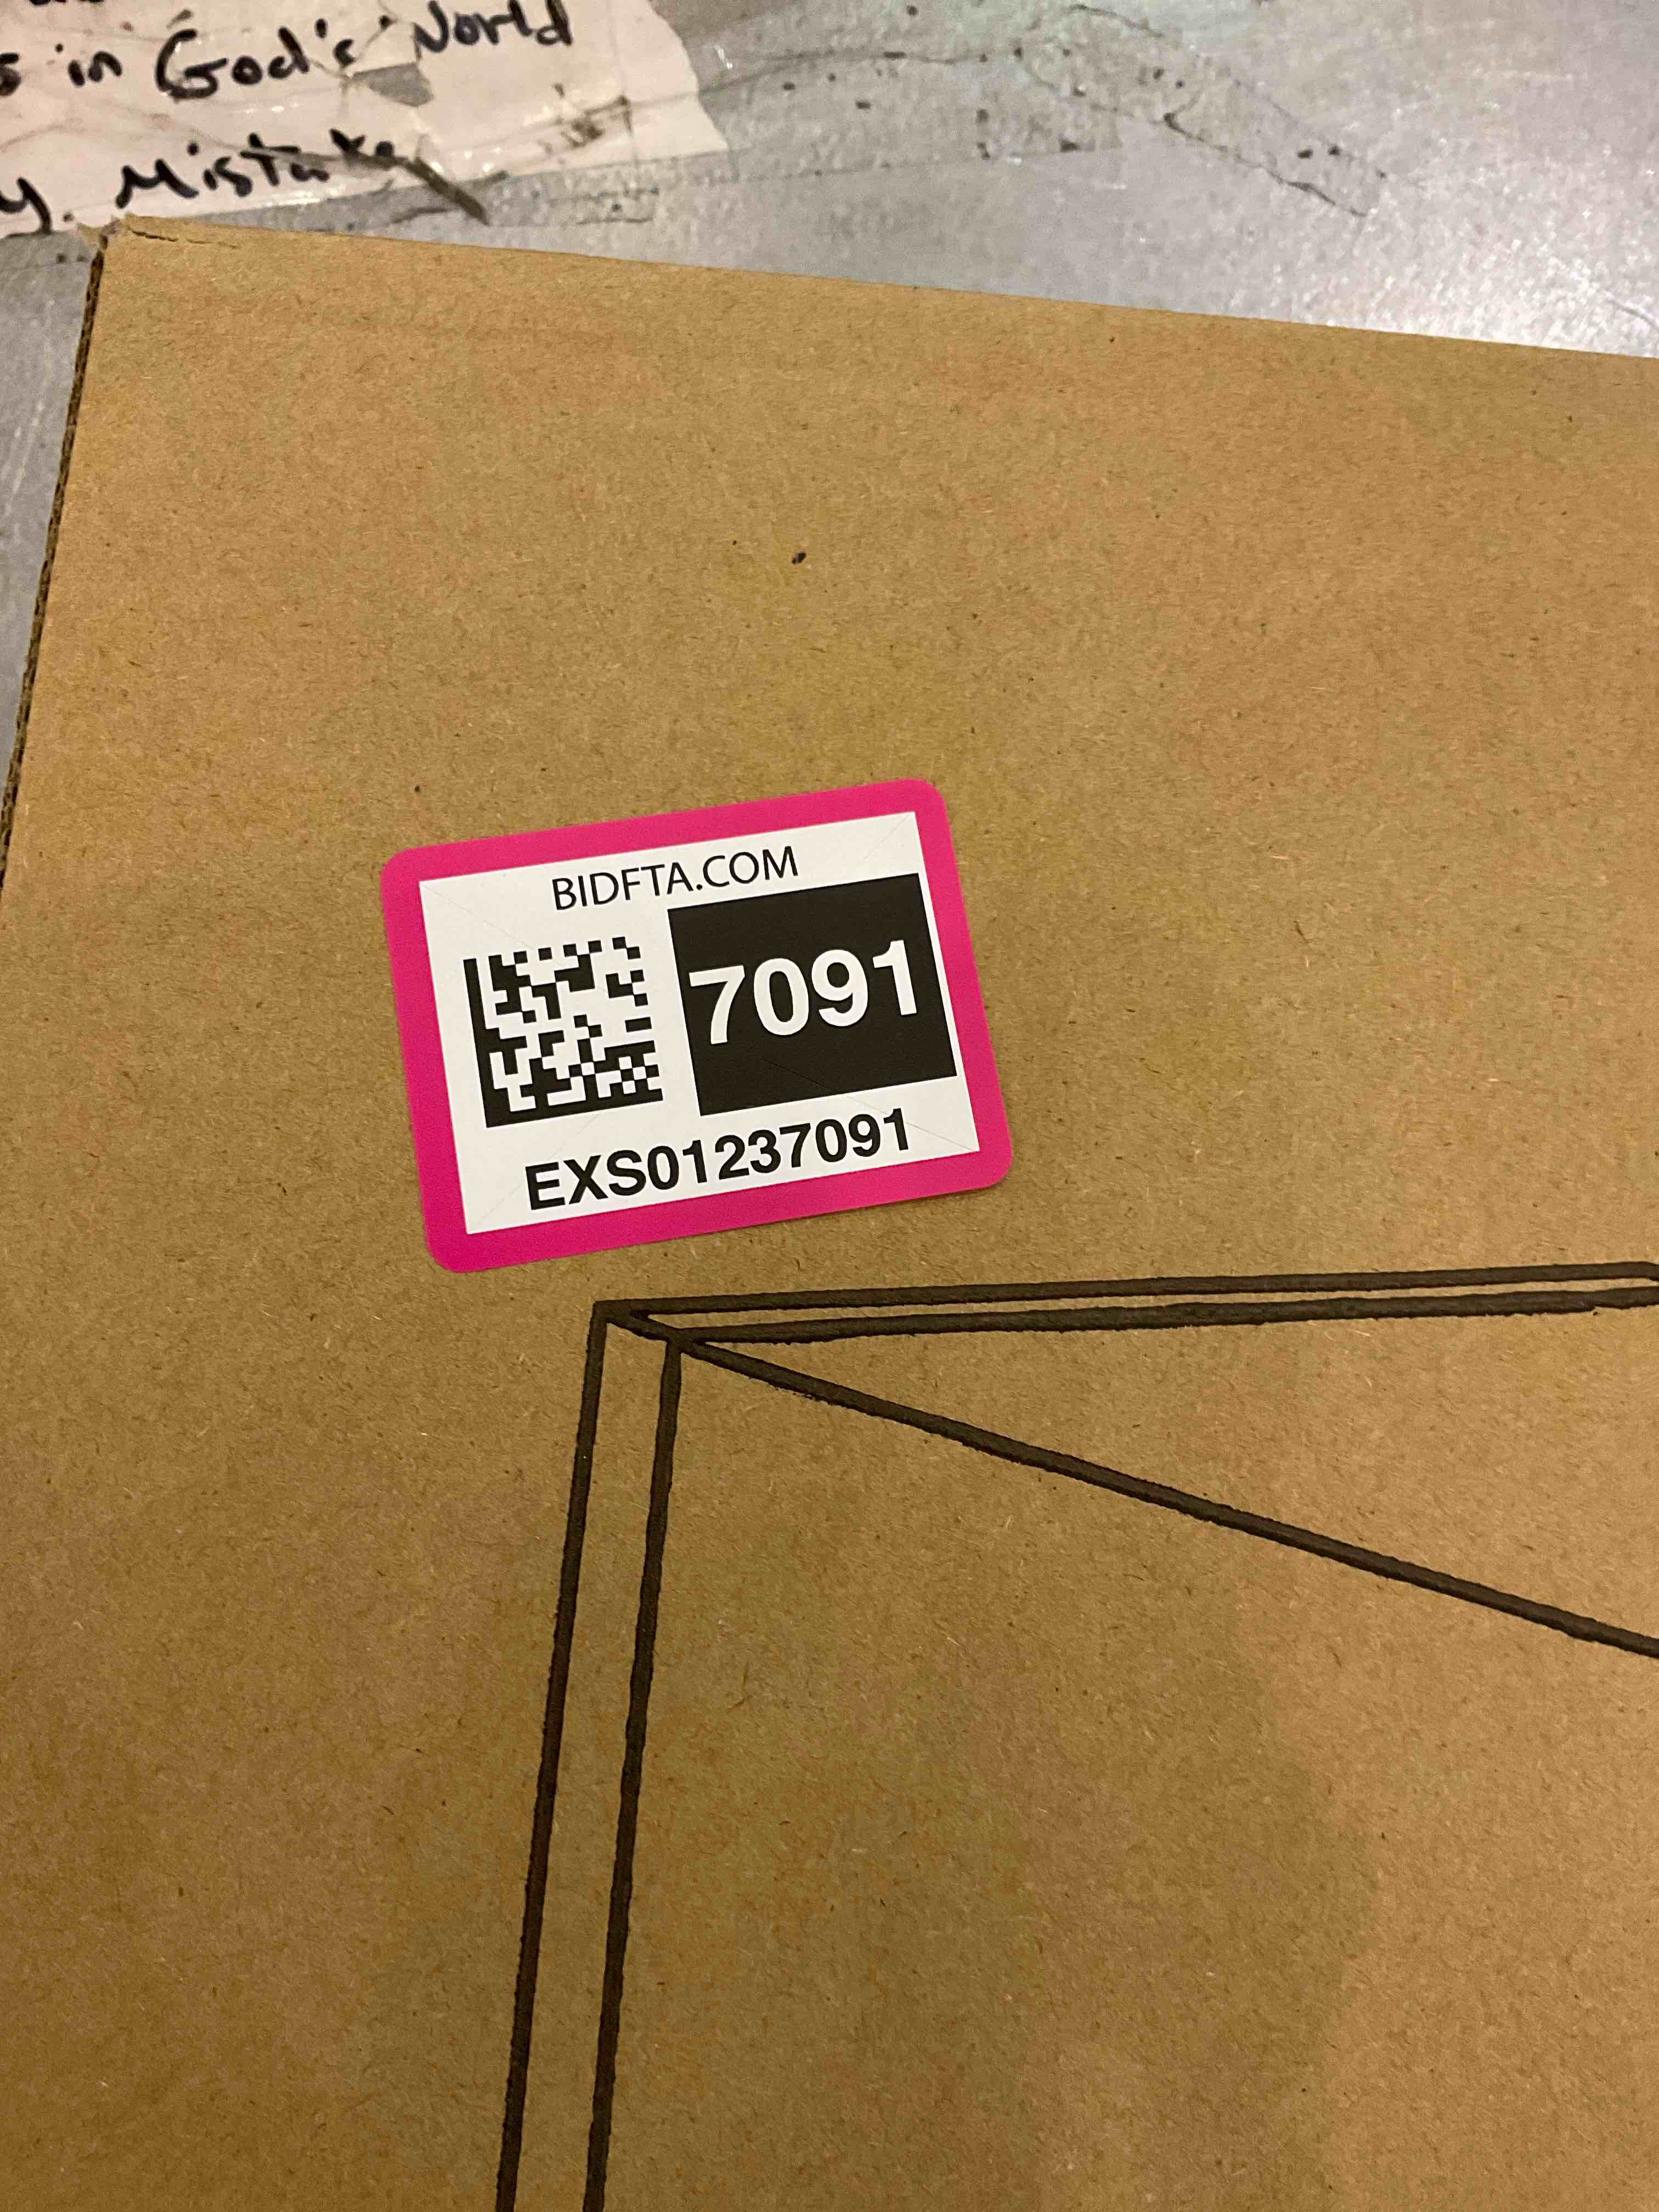 in God's World
Mistake
BIDFTA.COM
7091
EXS01237091